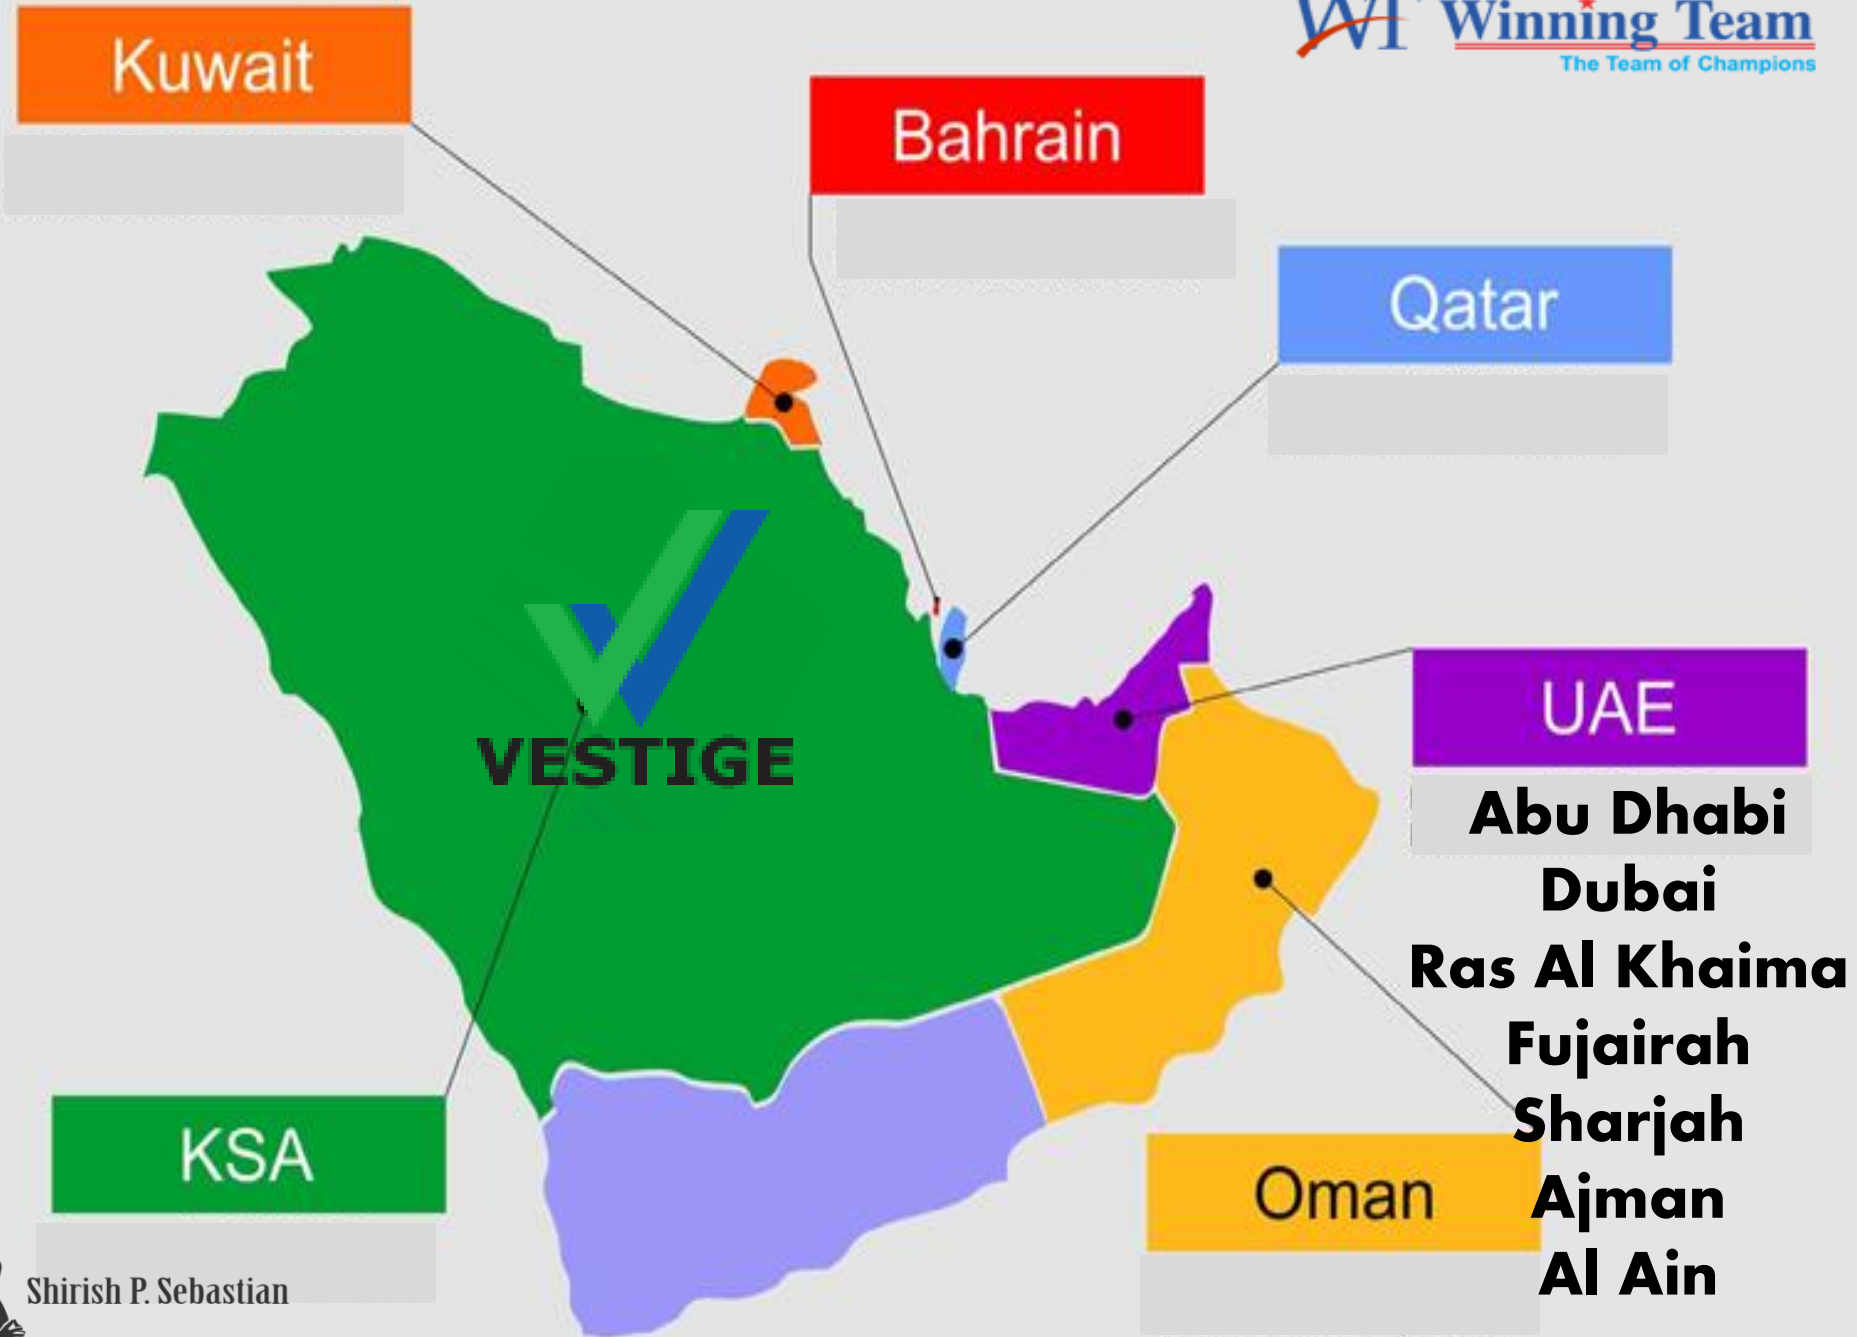 WT Winning Team
The Team of Champions
Kuwait
Bahrain
Qatar
VESTIGE
UAE
Abu Dhabi
Dubai
Ras Al Khaima
Fujairah
Sharjah
Ajman
Al Ain
KSA
Oman
Shirish P. Sebastian